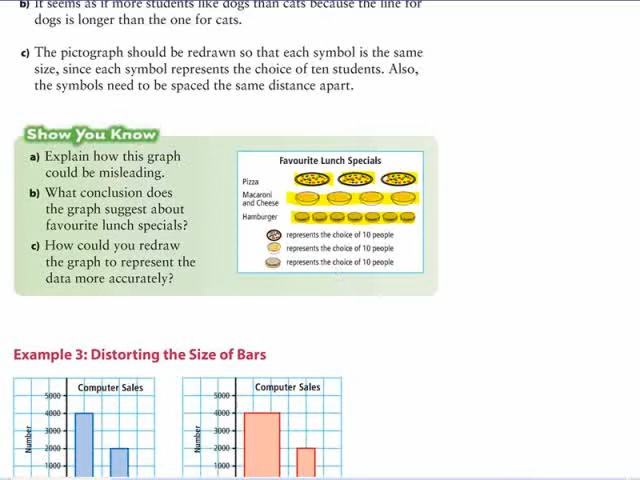 b) It seems as if more students like dogs than cats because the line for
dogs is longer than the one for cats.
c) The pictograph should be redrawn so that each symbol is the same
size, since each symbol represents the choice of ten students. Also,
the symbols need to be spaced the same distance apart.
Show You Know
a) Explain how this graph
could be misleading.
b) What conclusion does
the graph suggest about
favourite lunch specials?
c) How could you redraw
the graph to represent the
data more accurately?
Favourite Lunch Specials
Pizza
Macaroni
and Cheese
Hamburger
represents the choice of 10 people
represents the choice of 10 people
represents the choice of 10 people
Example 3: Distorting the Size of Bars
Computer Sales
5000
4000
3000
2000
1000
Number
Computer Sales
5000
4000
3000
2000
1000
Number